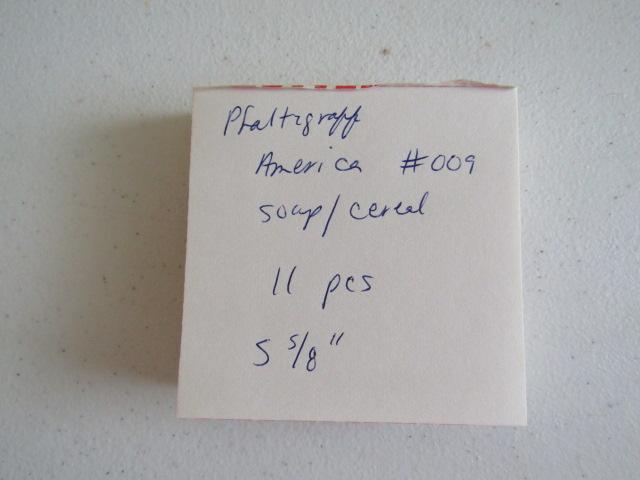 Pfaltzgraff
America #009
soup/cereal
11 pcs
5 5/8"